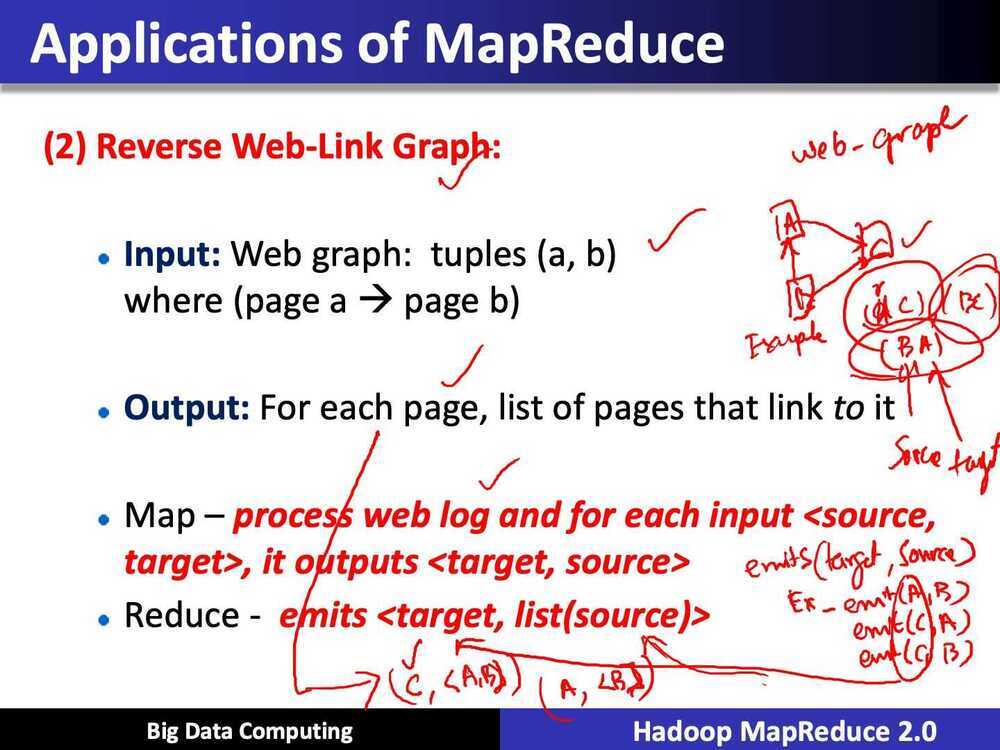 Applications of MapReduce
(2) Reverse Web-Link Graph:
web-graph
A
C
• Input: Web graph: tuples (a, b)
where (page a → page b)
(A C) (BC)
(B A)
Example
• Output: For each page, list of pages that link to it
Sorce target
• Map – process web log and for each input <source,
target>, it outputs <target, source>
emits(target, Source)
• Reduce - emits <target, list(source)>
Ex - emit(A, B)
emit(C, A)
emit(C, B)
(C, <A,B>) (A, <B>)
Big Data Computing
Hadoop MapReduce 2.0